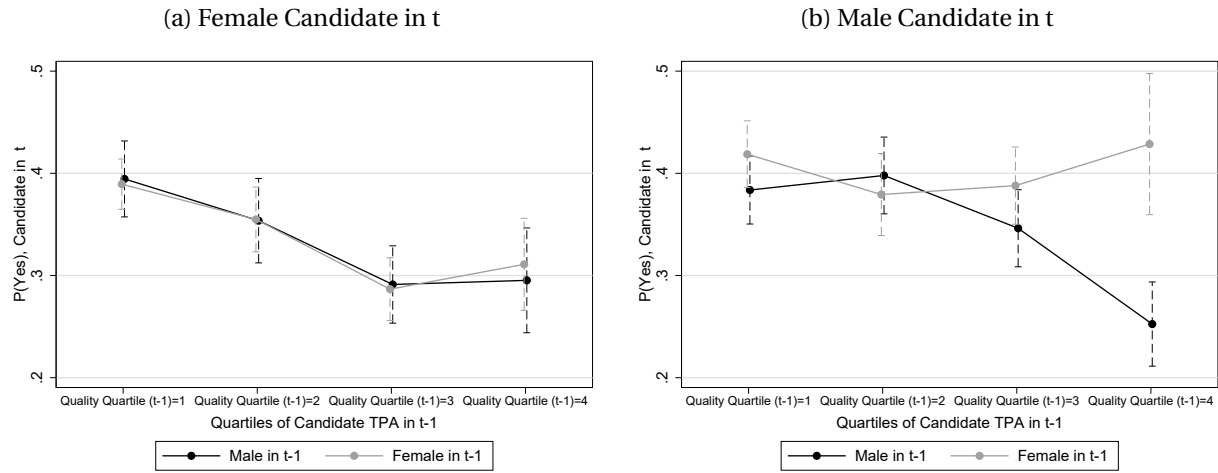 (a) Female Candidate in t
P(Yes), Candidate in t
.5
.4
.3
.2
Quality Quartile (t-1)=1 Quality Quartile (t-1)=2 Quality Quartile (t-1)=3 Quality Quartile (t-1)=4
Quartiles of Candidate TPA in t-1
Male in t-1 Female in t-1
(b) Male Candidate in t
P(Yes), Candidate in t
.5
.4
.3
.2
Quality Quartile (t-1)=1 Quality Quartile (t-1)=2 Quality Quartile (t-1)=3 Quality Quartile (t-1)=4
Quartiles of Candidate TPA in t-1
Male in t-1 Female in t-1